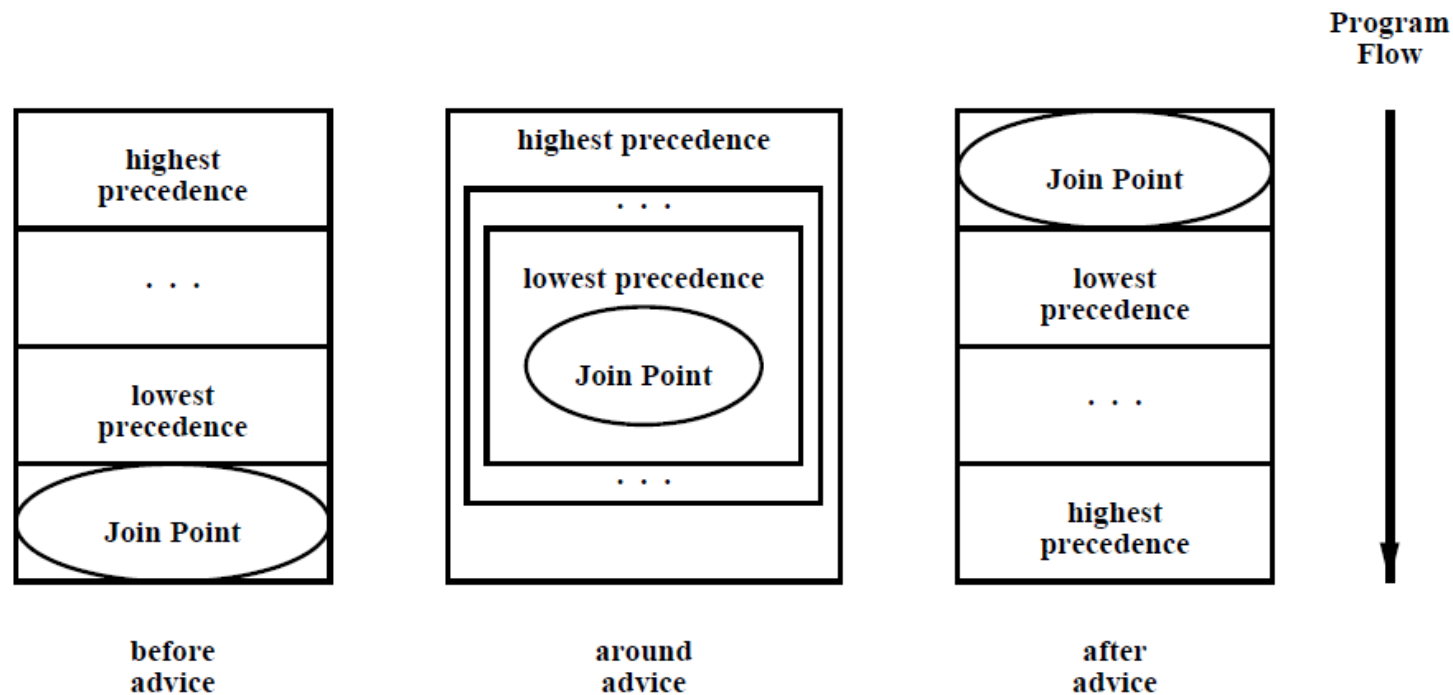 Program
Flow
highest
precedence
. . .
lowest
precedence
Join Point
before
advice
highest precedence
. . .
lowest precedence
Join Point
. . .
around
advice
Join Point
lowest
precedence
. . .
highest
precedence
after
advice